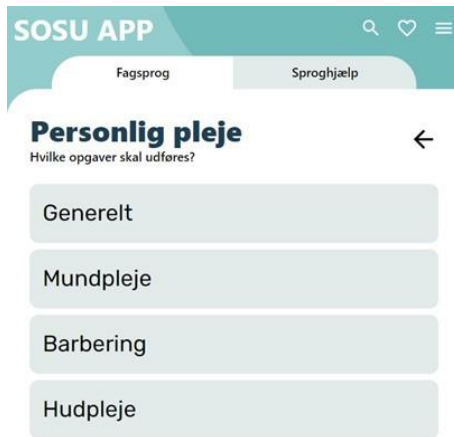 SOSU APP
Fagsprog
Sproghjælp
Personlig pleje
Hvilke opgaver skal udføres?
Generelt
Mundpleje
Barbering
Hudpleje